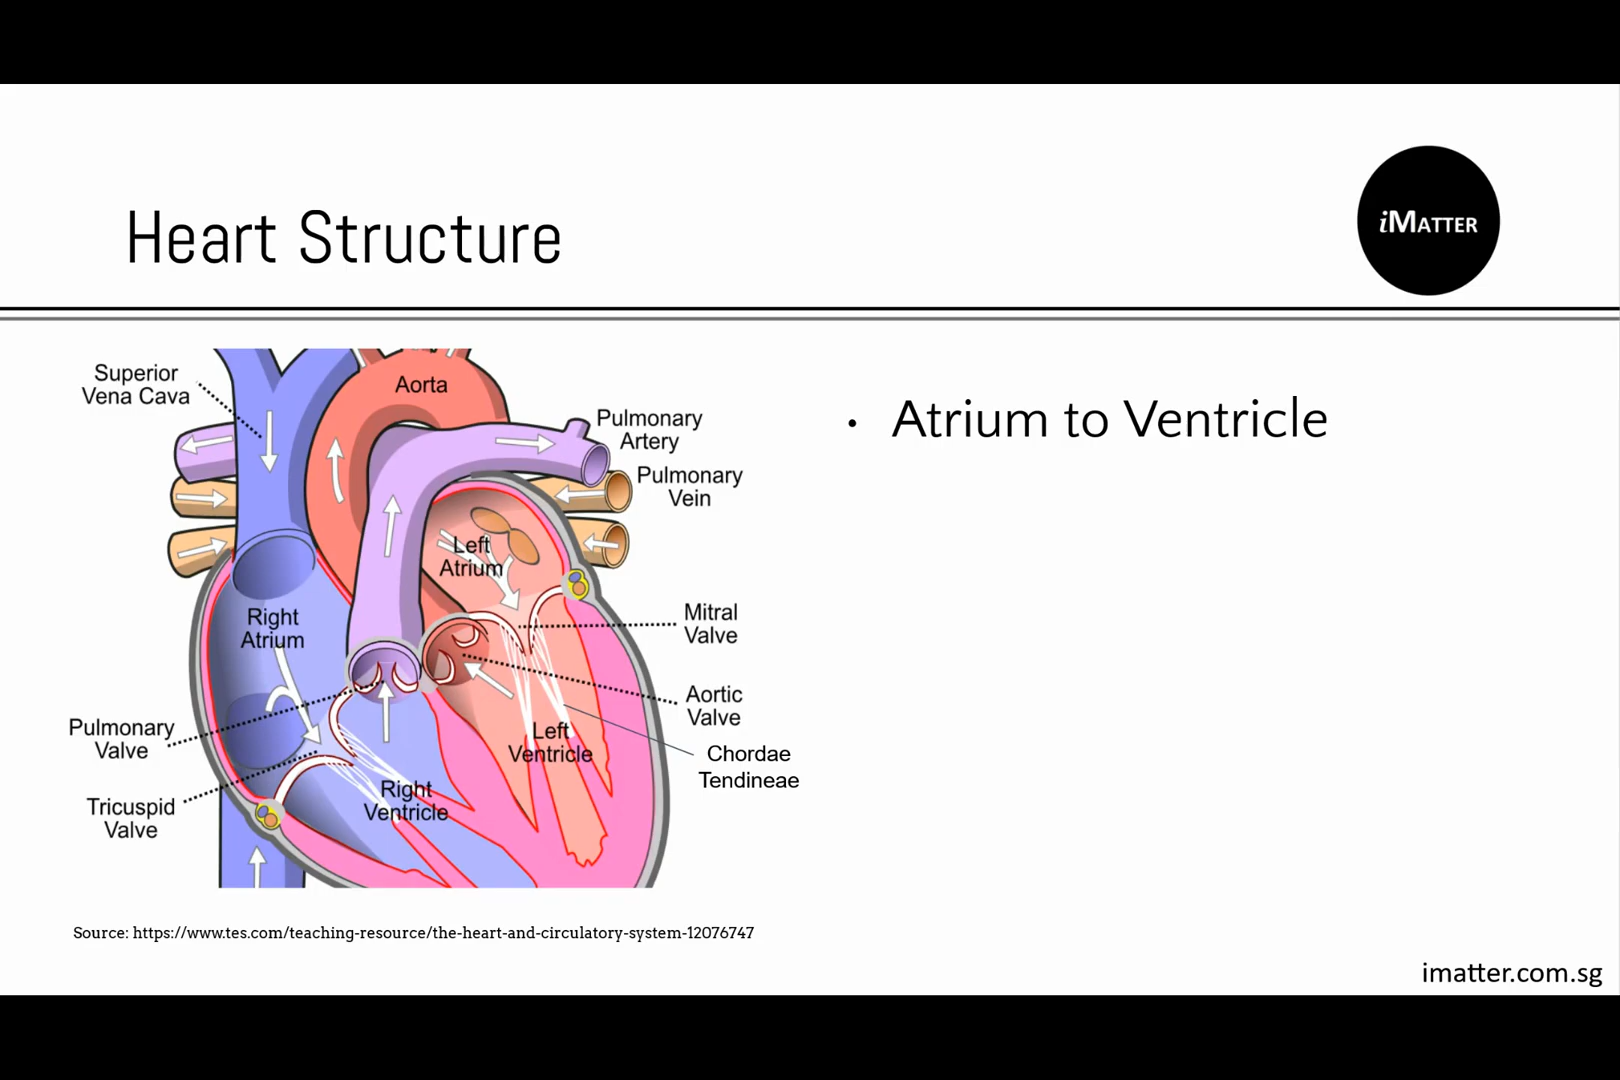 Heart Structure
iMATTER
Superior
Vena Cava
Aorta
Pulmonary
Artery
Pulmonary
Vein
Left
Atrium
Right
Atrium
Mitral
Valve
Aortic
Valve
Pulmonary
Valve
Left
Ventricle
Chordae
Tendineae
Right
Ventricle
Tricuspid
Valve
• Atrium to Ventricle
Source: https://www.tes.com/teaching-resource/the-heart-and-circulatory-system-12076747
imatter.com.sg